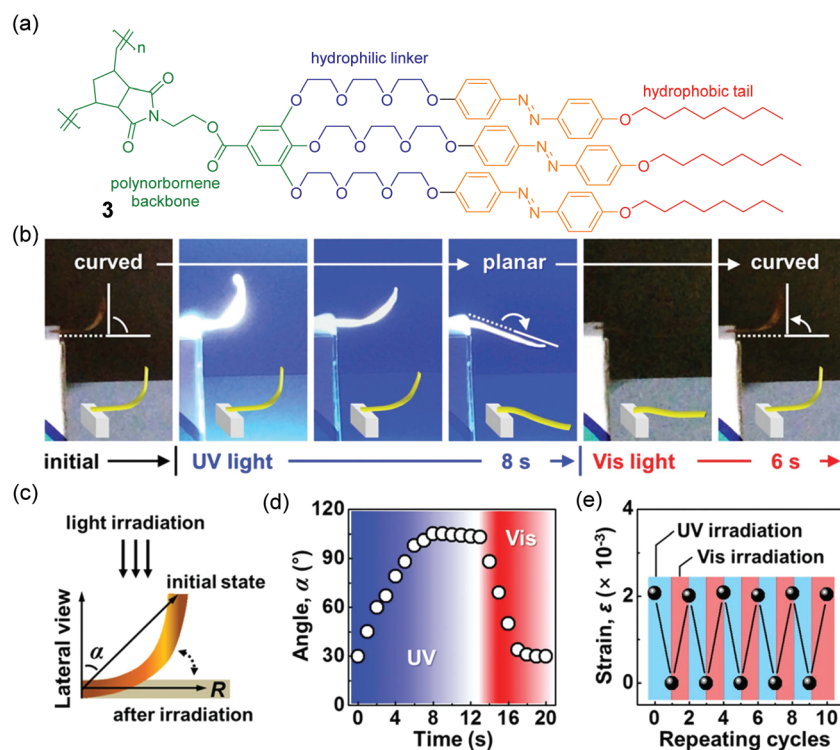 (a)
n
O
N
O
O
O
hydrophilic linker
hydrophobic tail
O O O O N N O
O O O O N N O
O O O O N N O
polynorbornene
backbone
3
(b)
curved
planar
curved
initial
UV light
8 s
Vis light
6 s
(c)
light irradiation
initial state
α
Lateral view
R
after irradiation
(d)
Angle, α (°)
120
90
60
30
0
UV
Vis
0 4 8 12 16 20
Time (s)
(e)
UV irradiation
Vis irradiation
Strain, ε (× 10⁻³)
4
2
0
0 2 4 6 8 10
Repeating cycles